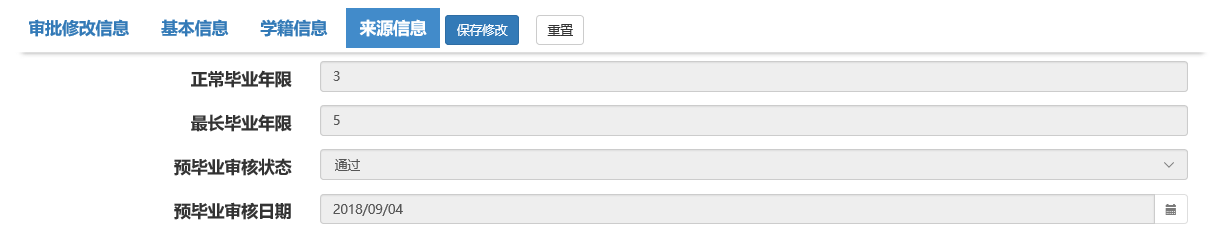 审批修改信息 基本信息 学籍信息 来源信息 保存修改 重置
正常毕业年限 3
最长毕业年限 5
预毕业审核状态 通过
预毕业审核日期 2018/09/04